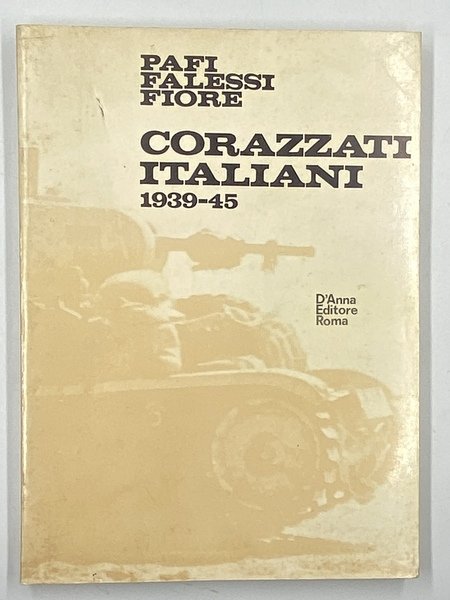 PAFI
FALESSI
FIORE
CORAZZATI
ITALIANI
1939-45
D'Anna
Editore
Roma